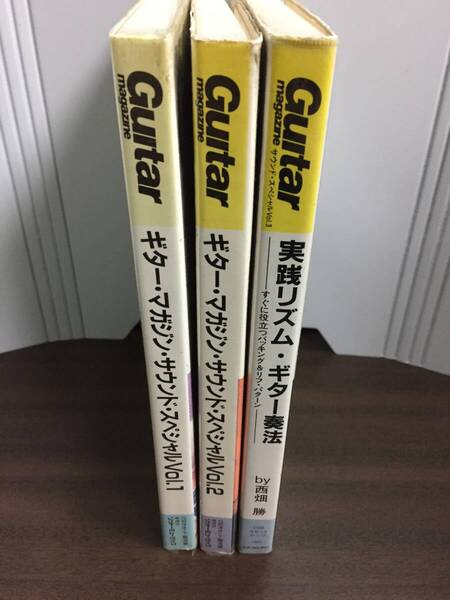 Guitar
magazine
ギター・マガジン・サウンド・スペシャルVol.1
Guitar
magazine
ギター・マガジン・サウンド・スペシャルVol.2
Guitar
magazine
サウンド・スペシャルVol.3
実践リズム・ギター奏法
すぐに役立つバッキング&リフ・パターン
by 西畑 勝